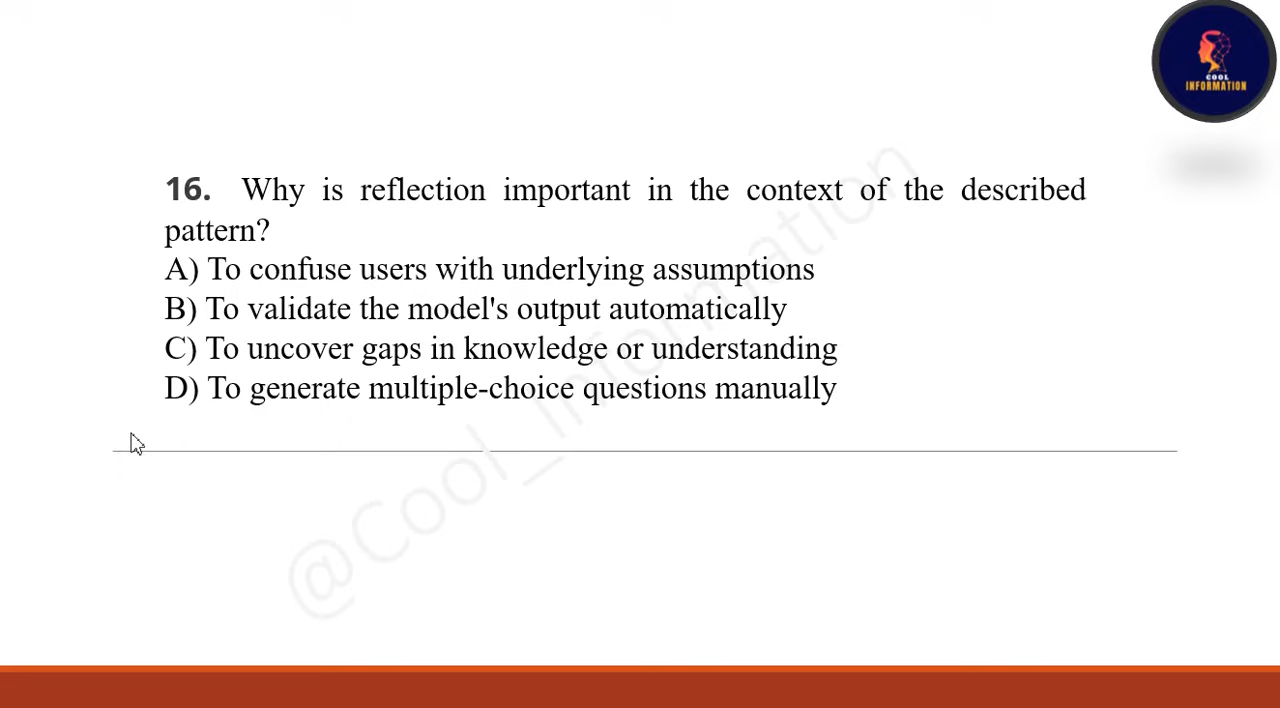 COOL
INFORMATION
16. Why is reflection important in the context of the described
pattern?
A) To confuse users with underlying assumptions
B) To validate the model's output automatically
C) To uncover gaps in knowledge or understanding
D) To generate multiple-choice questions manually
@Cool_Information